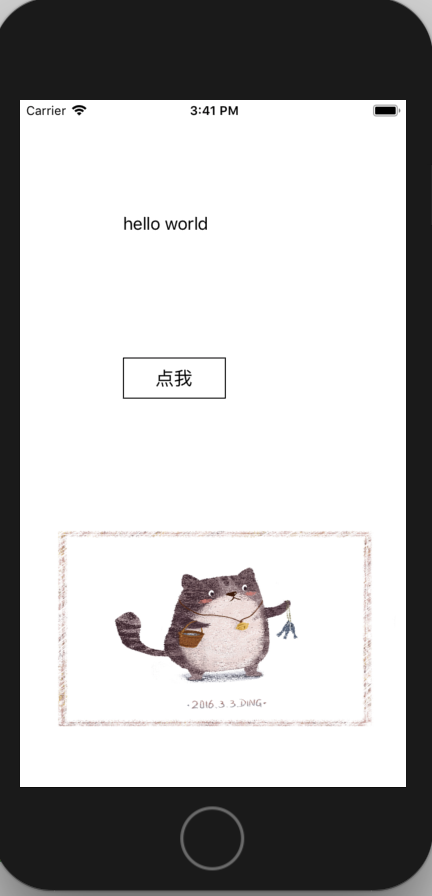 Carrier
3:41 PM
hello world
点我
·2016.3.3.DING·